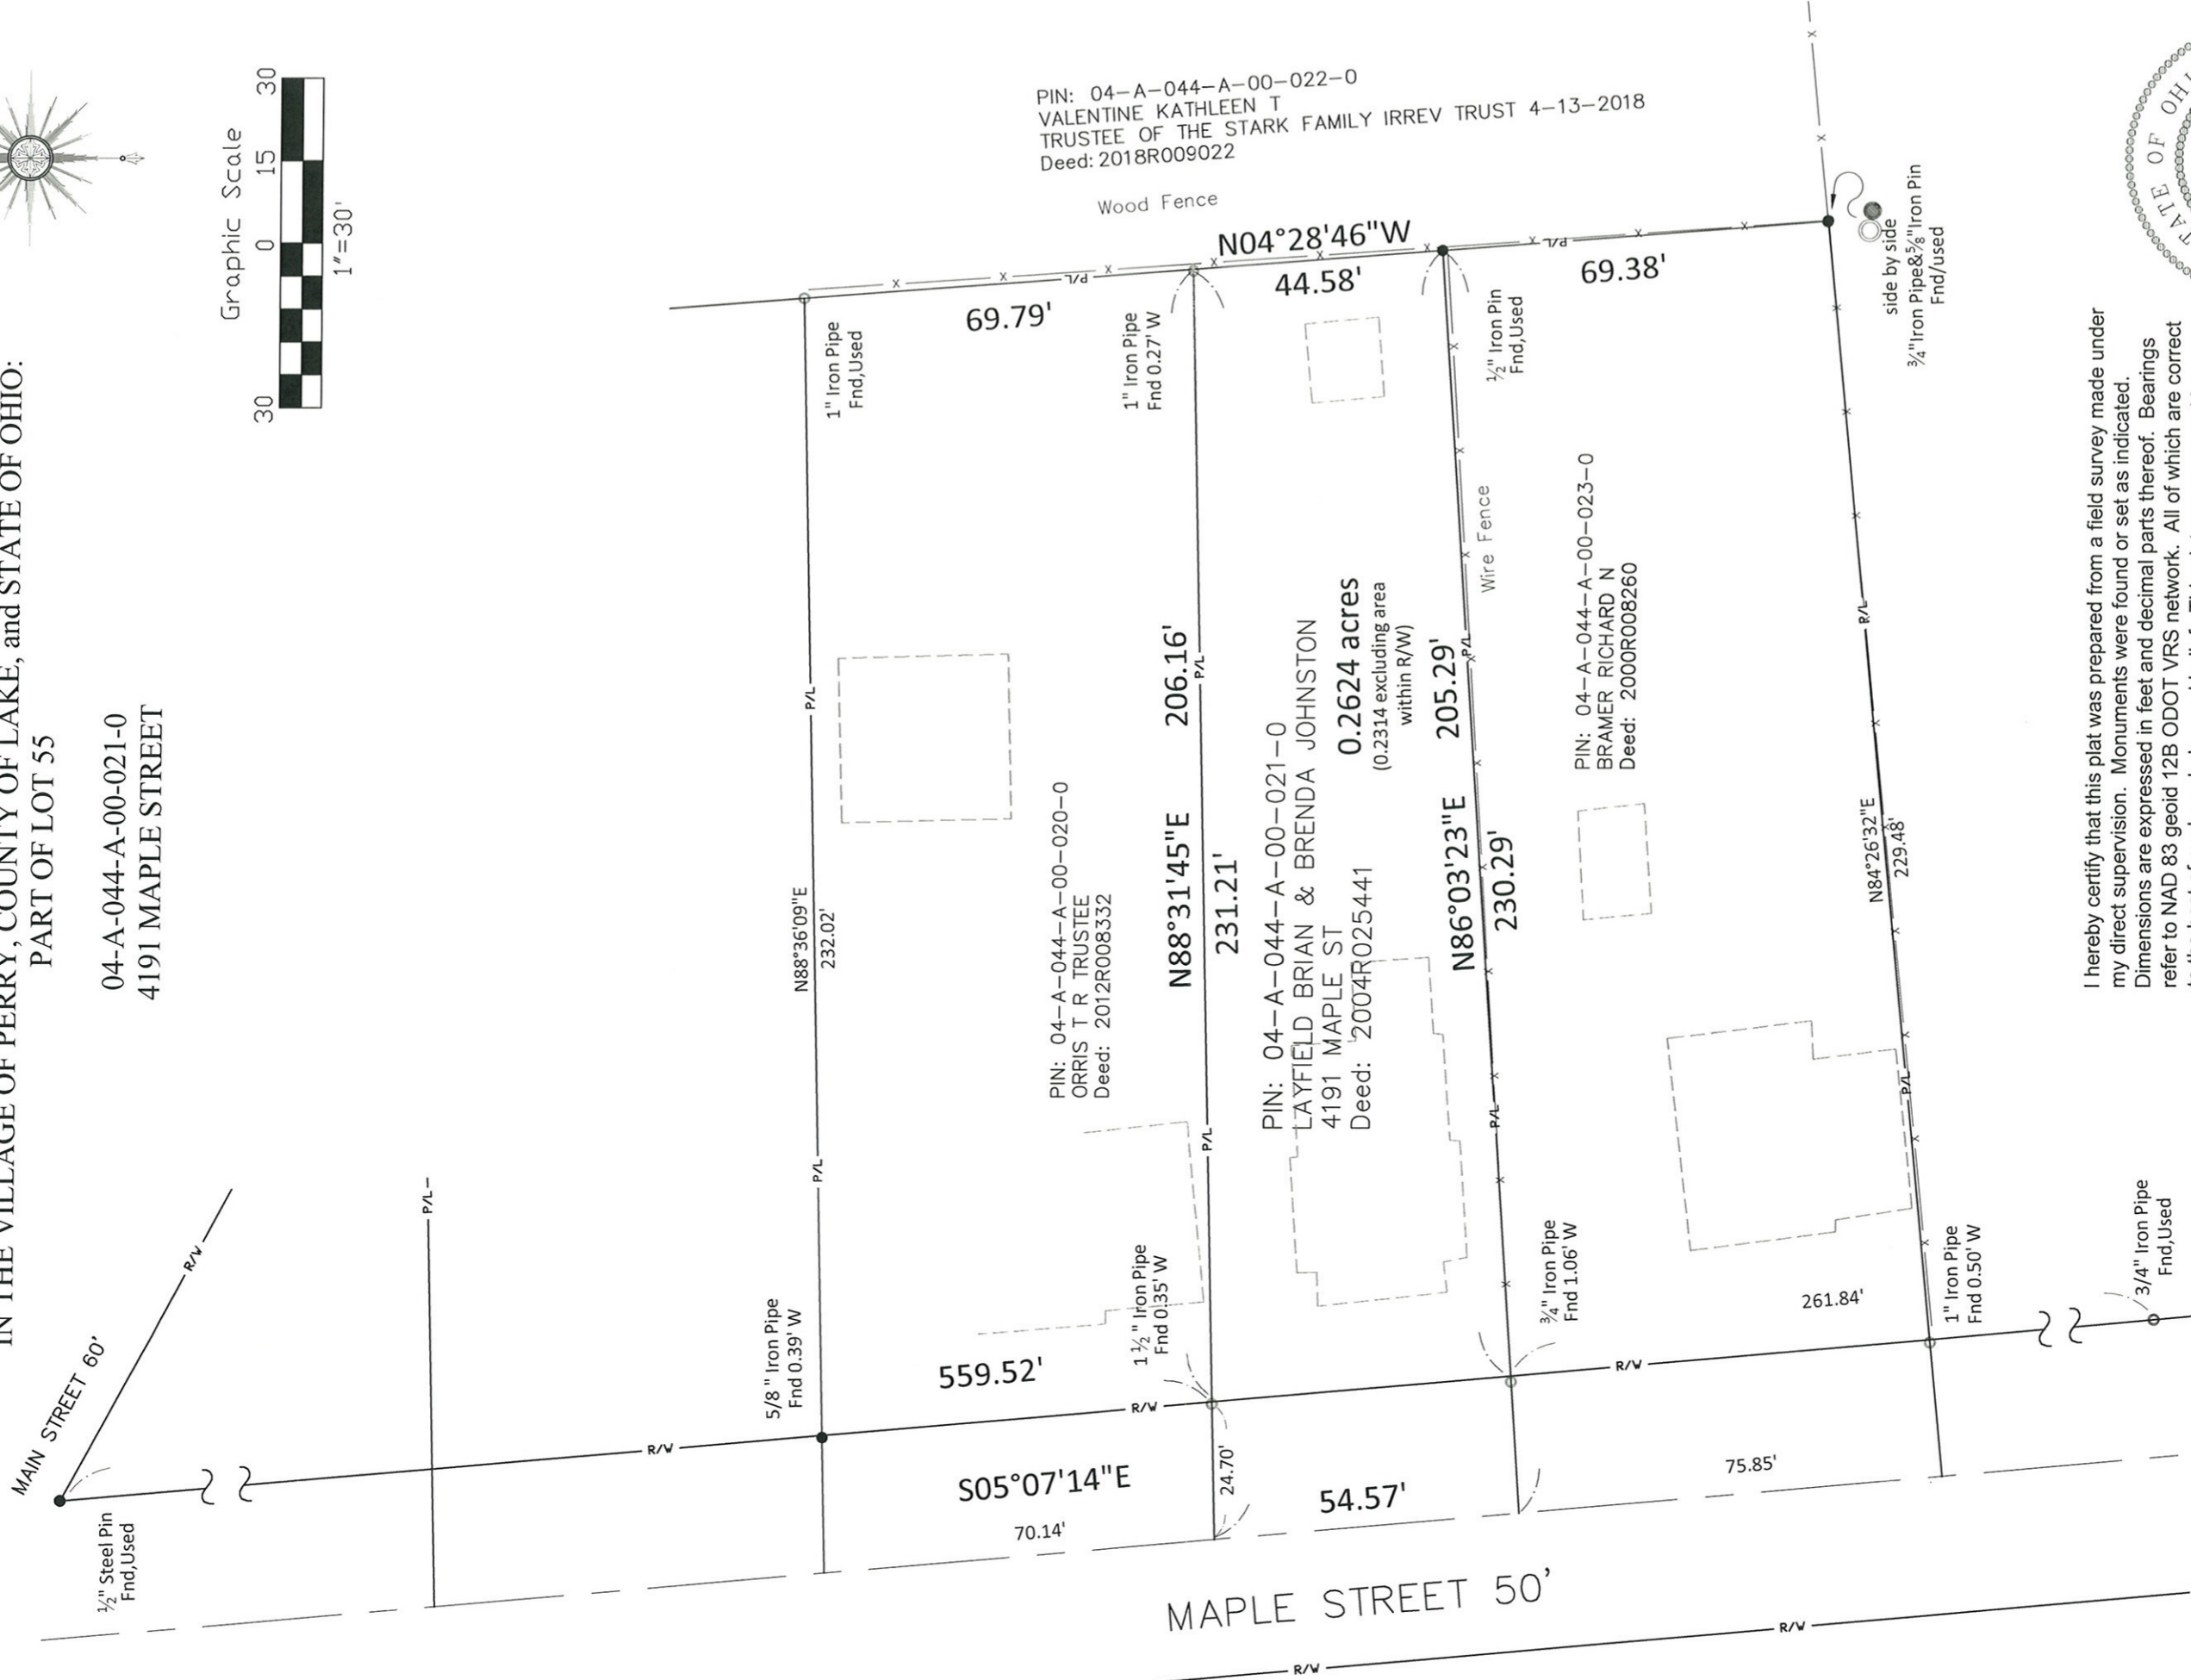 IN THE VILLAGE OF PERRY, COUNTY OF LAKE, and STATE OF OHIO:
PART OF LOT 55
04-A-044-A-00-021-0
4191 MAPLE STREET
Graphic Scale
30 15 0 30
1"=30'
PIN: 04-A-044-A-00-022-0
VALENTINE KATHLEEN T
TRUSTEE OF THE STARK FAMILY IRREV TRUST 4-13-2018
Deed: 2018R009022
Wood Fence
N04°28'46"W
69.79'
44.58'
69.38'
P/L
P/L
1" Iron Pipe
Fnd,Used
1" Iron Pipe
Fnd 0.27' W
½" Iron Pin
Fnd,Used
side by side
¾"Iron Pipe&⅝"Iron Pin
Fnd/used
P/L
N88°36'09"E
232.02'
P/L
PIN: 04-A-044-A-00-020-0
ORRIS T R TRUSTEE
Deed: 2012R008332
P/L
N88°31'45"E 206.16'
231.21'
P/L
PIN: 04-A-044-A-00-021-0
LAYFIELD BRIAN & BRENDA JOHNSTON
4191 MAPLE ST
Deed: 2004R025441
0.2624 acres
(0.2314 excluding area
within R/W)
N86°03'23"E 205.29'
230.29'
P/L
P/L
Wire Fence
PIN: 04-A-044-A-00-023-0
BRAMER RICHARD N
Deed: 2000R008260
P/L
N84°26'32"E
229.48'
P/L
MAIN STREET 60'
R/W
P/L
½" Steel Pin
Fnd,Used
5/8 " Iron Pipe
Fnd 0.39' W
1 ½" Iron Pipe
Fnd 0.35' W
¾" Iron Pipe
Fnd 1.06' W
1" Iron Pipe
Fnd 0.50' W
3/4" Iron Pipe
Fnd,Used
559.52'
261.84'
R/W
R/W
R/W
S05°07'14"E
24.70'
70.14'
54.57'
75.85'
MAPLE STREET 50'
R/W
R/W
I hereby certify that this plat was prepared from a field survey made under
my direct supervision. Monuments were found or set as indicated.
Dimensions are expressed in feet and decimal parts thereof. Bearings
refer to NAD 83 geoid 12B ODOT VRS network. All of which are correct
OF